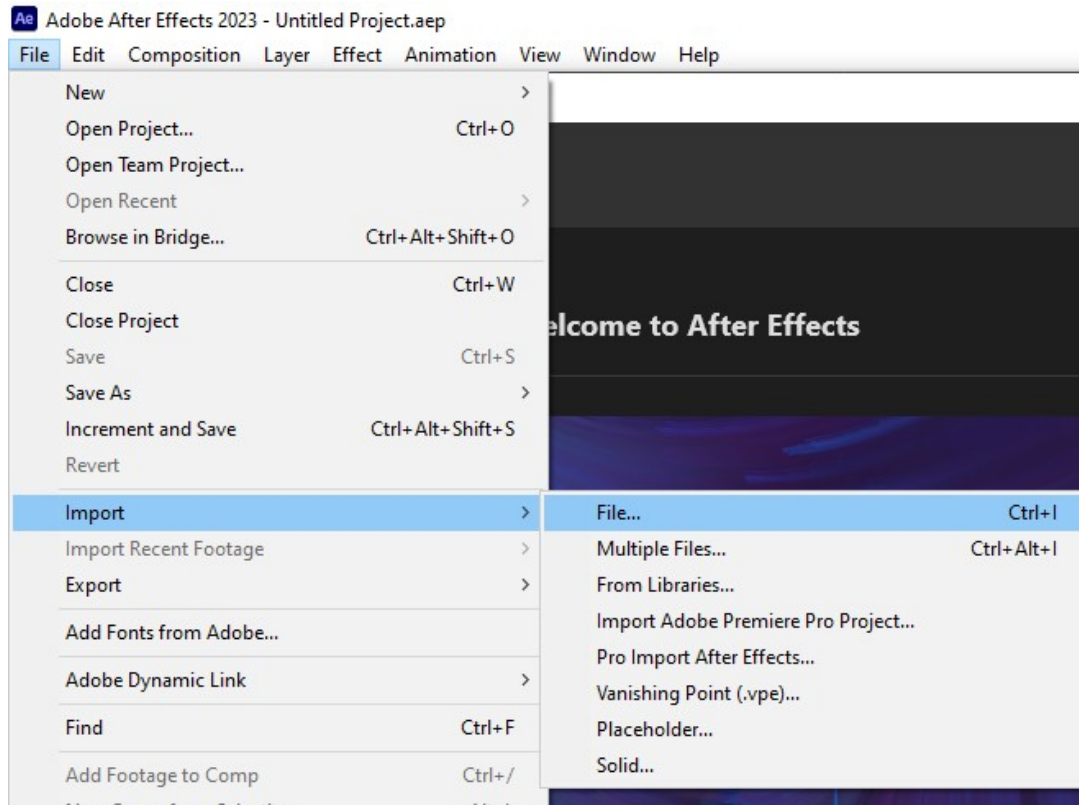 Ae Adobe After Effects 2023 - Untitled Project.aep
File Edit Composition Layer Effect Animation View Window Help
New >
Open Project... Ctrl+O
Open Team Project...
Open Recent >
Browse in Bridge... Ctrl+Alt+Shift+O
Close Ctrl+W
Close Project
elcome to After Effects
Save Ctrl+S
Save As >
Increment and Save Ctrl+Alt+Shift+S
Revert
Import >
Import Recent Footage >
Export >
Add Fonts from Adobe...
Adobe Dynamic Link >
Find Ctrl+F
Add Footage to Comp Ctrl+/
File... Ctrl+I
Multiple Files... Ctrl+Alt+I
From Libraries...
Import Adobe Premiere Pro Project...
Pro Import After Effects...
Vanishing Point (.vpe)...
Placeholder...
Solid...